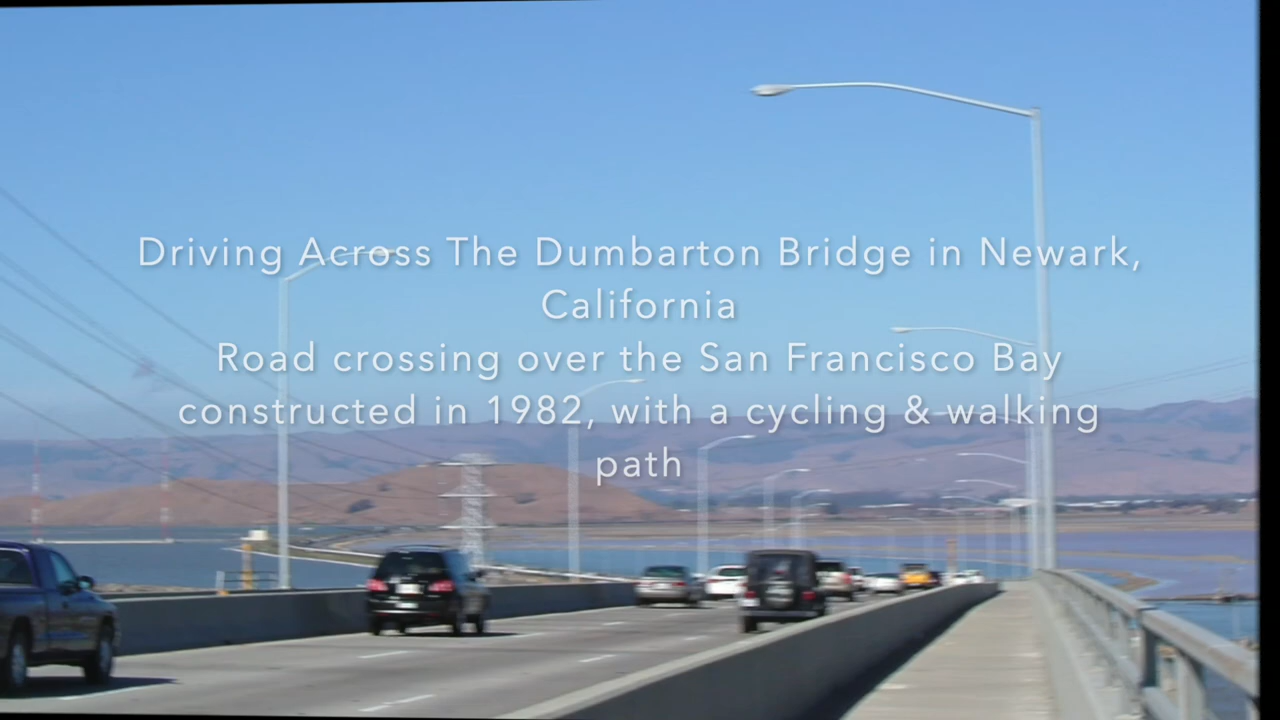 Driving Across The Dumbarton Bridge in Newark,
California
Road crossing over the San Francisco Bay
constructed in 1982, with a cycling & walking
path